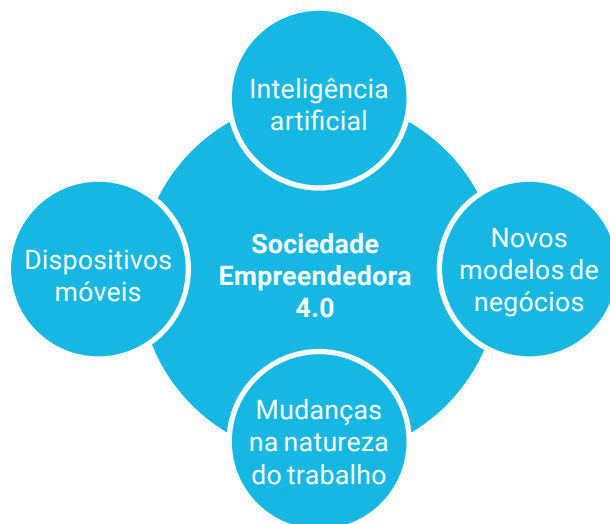 Inteligência
artificial
Dispositivos
móveis
Sociedade
Empreendedora
4.0
Novos
modelos de
negócios
Mudanças
na natureza
do trabalho